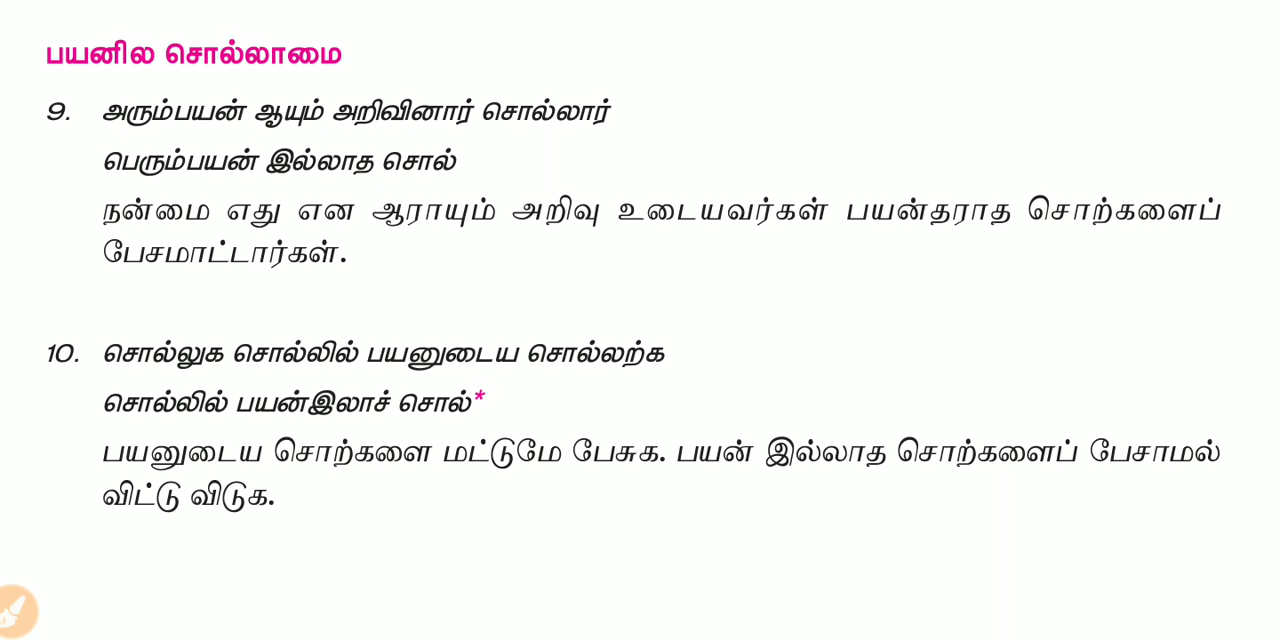 பயனில சொல்லாமை
9. அரும்பயன் ஆயும் அறிவினார் சொல்லார்
பெரும்பயன் இல்லாத சொல்
நன்மை எது என ஆராயும் அறிவு உடையவர்கள் பயன்தராத சொற்களைப்
பேசமாட்டார்கள்.
10. சொல்லுக சொல்லில் பயனுடைய சொல்லற்க
சொல்லில் பயன்இலாச் சொல்*
பயனுடைய சொற்களை மட்டுமே பேசுக. பயன் இல்லாத சொற்களைப் பேசாமல்
விட்டு விடுக.